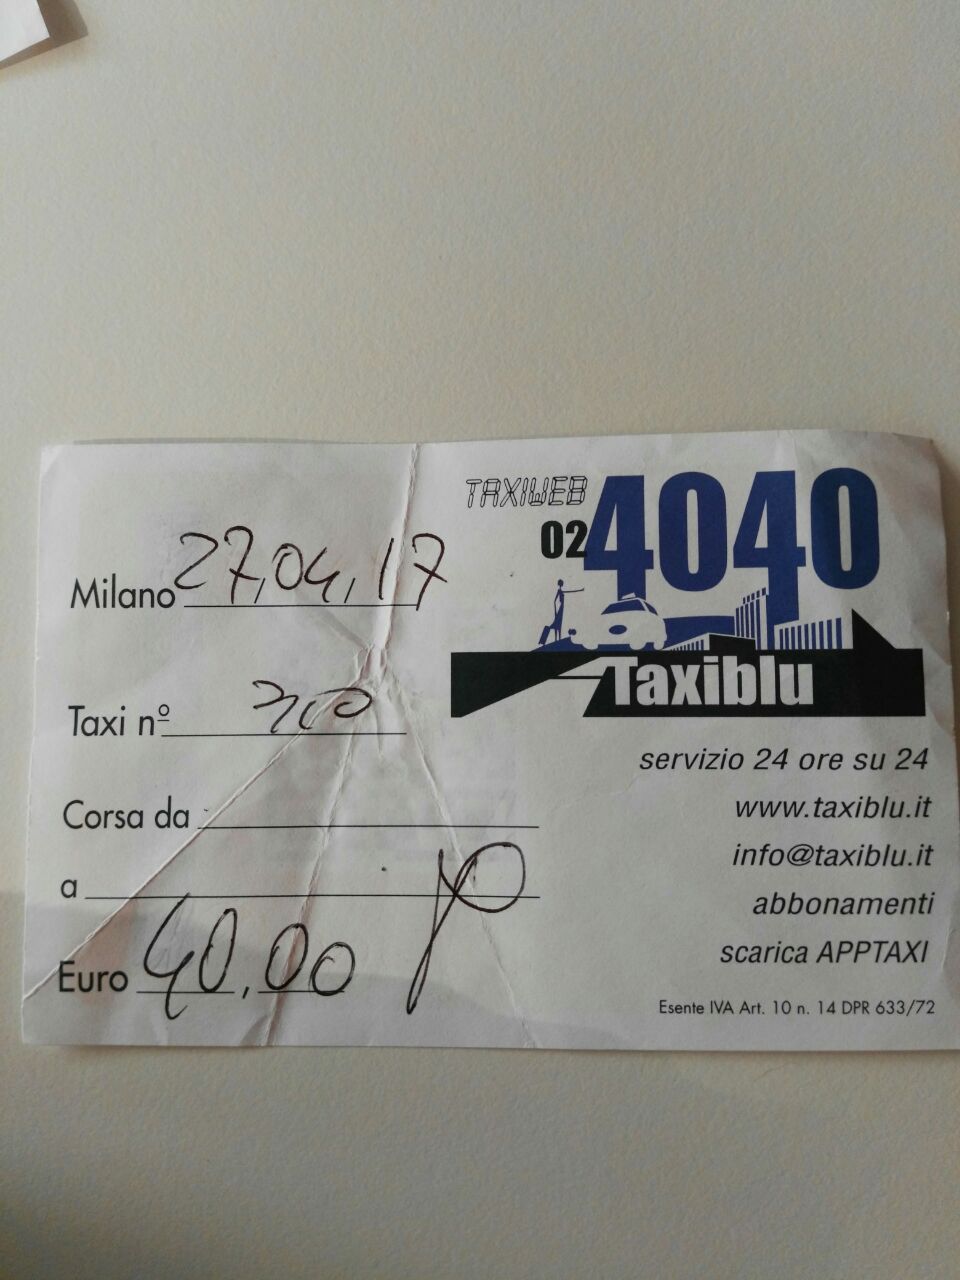 Milano 27,04,17
Taxi nº
Corsa da
a
Euro 40,00
TAXIWEB
02 4040
Taxiblu
servizio 24 ore su 24
www.taxiblu.it
info@taxiblu.it
abbonamenti
scarica APPTAXI
Esente IVA Art. 10 n. 14 DPR 633/72